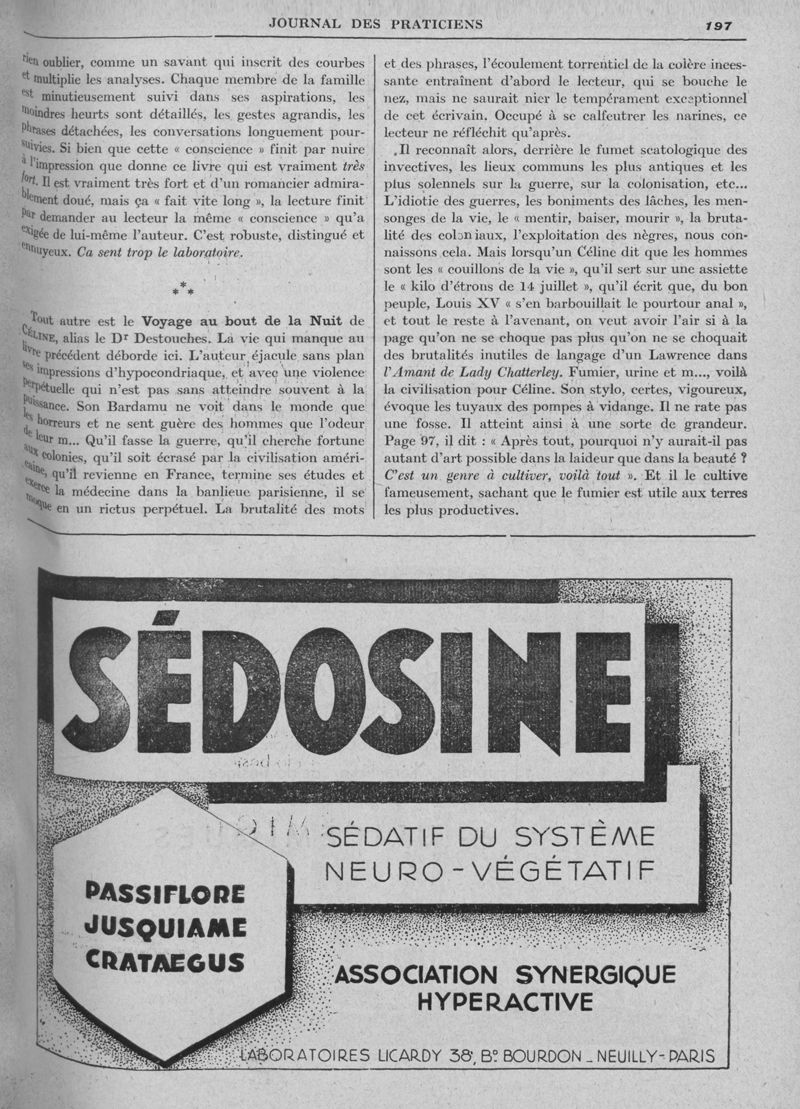 JOURNAL DES PRATICIENS
197
rien oublier, comme un savant qui inscrit des courbes
et multiplie les analyses. Chaque membre de la famille
est minutieusement suivi dans ses aspirations, les
moindres heurts sont détaillés, les gestes agrandis, les
phrases détachées, les conversations longuement pour-
suivies. Si bien que cette « conscience » finit par nuire
à l'impression que donne ce livre qui est vraiment très
fort. Il est vraiment très fort et d'un romancier admira-
blement doué, mais ça « fait vite long », la lecture finit
par demander au lecteur la même « conscience » qu'a
exigée de lui-même l'auteur. C'est robuste, distingué et
ennuyeux. Ca sent trop le laboratoire.
* * *
Tout autre est le Voyage au bout de la Nuit de
CÉLINE, alias le Dr Destouches. La vie qui manque au
livre précédent déborde ici. L'auteur éjacule sans plan
ses impressions d'hypocondriaque, et avec une violence
perpétuelle qui n'est pas sans atteindre souvent à la
puissance. Son Bardamu ne voit dans le monde que
les horreurs et ne sent guère des hommes que l'odeur
de leur m... Qu'il fasse la guerre, qu'il cherche fortune
aux colonies, qu'il soit écrasé par la civilisation améri-
caine, qu'il revienne en France, termine ses études et
exerce la médecine dans la banlieue parisienne, il se
moque en un rictus perpétuel. La brutalité des mots
et des phrases, l'écoulement torrentiel de la colère inces-
sante entraînent d'abord le lecteur, qui se bouche le
nez, mais ne saurait nier le tempérament exceptionnel
de cet écrivain. Occupé à se calfeutrer les narines, ce
lecteur ne réfléchit qu'après.
Il reconnaît alors, derrière le fumet scatologique des
invectives, les lieux communs les plus antiques et les
plus solennels sur la guerre, sur la colonisation, etc...
L'idiotie des guerres, les boniments des lâches, les men-
songes de la vie, le « mentir, baiser, mourir », la bruta-
lité des coloniaux, l'exploitation des nègres, nous con-
naissons cela. Mais lorsqu'un Céline dit que les hommes
sont les « couillons de la vie », qu'il sert sur une assiette
le « kilo d'étrons de 14 juillet », qu'il écrit que, du bon
peuple, Louis XV « s'en barbouillait le pourtour anal »,
et tout le reste à l'avenant, on veut avoir l'air si à la
page qu'on ne se choque pas plus qu'on ne se choquait
des brutalités inutiles de langage d'un Lawrence dans
l'Amant de Lady Chatterley. Fumier, urine et m..., voilà
la civilisation pour Céline. Son stylo, certes, vigoureux,
évoque les tuyaux des pompes à vidange. Il ne rate pas
une fosse. Il atteint ainsi à une sorte de grandeur.
Page 97, il dit : « Après tout, pourquoi n'y aurait-il pas
autant d'art possible dans la laideur que dans la beauté ?
C'est un genre à cultiver, voilà tout ». Et il le cultive
fameusement, sachant que le fumier est utile aux terres
les plus productives.
SÉDOSINE
SÉDATIF DU SYSTÈME
NEURO-VÉGÉTATIF
PASSIFLORE
JUSQUIAME
CRATAEGUS
ASSOCIATION SYNERGIQUE
HYPERACTIVE
LABORATOIRES LICARDY 38, Bd BOURDON _ NEUILLY-PARIS